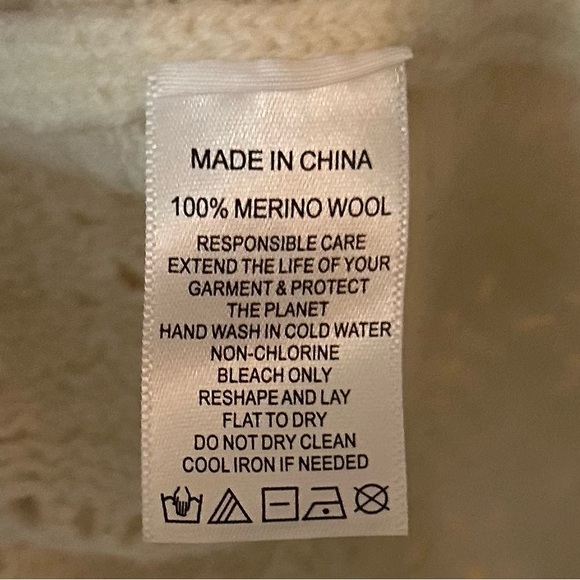 MADE IN CHINA
100% MERINO WOOL
RESPONSIBLE CARE
EXTEND THE LIFE OF YOUR
GARMENT & PROTECT
THE PLANET
HAND WASH IN COLD WATER
NON-CHLORINE
BLEACH ONLY
RESHAPE AND LAY
FLAT TO DRY
DO NOT DRY CLEAN
COOL IRON IF NEEDED